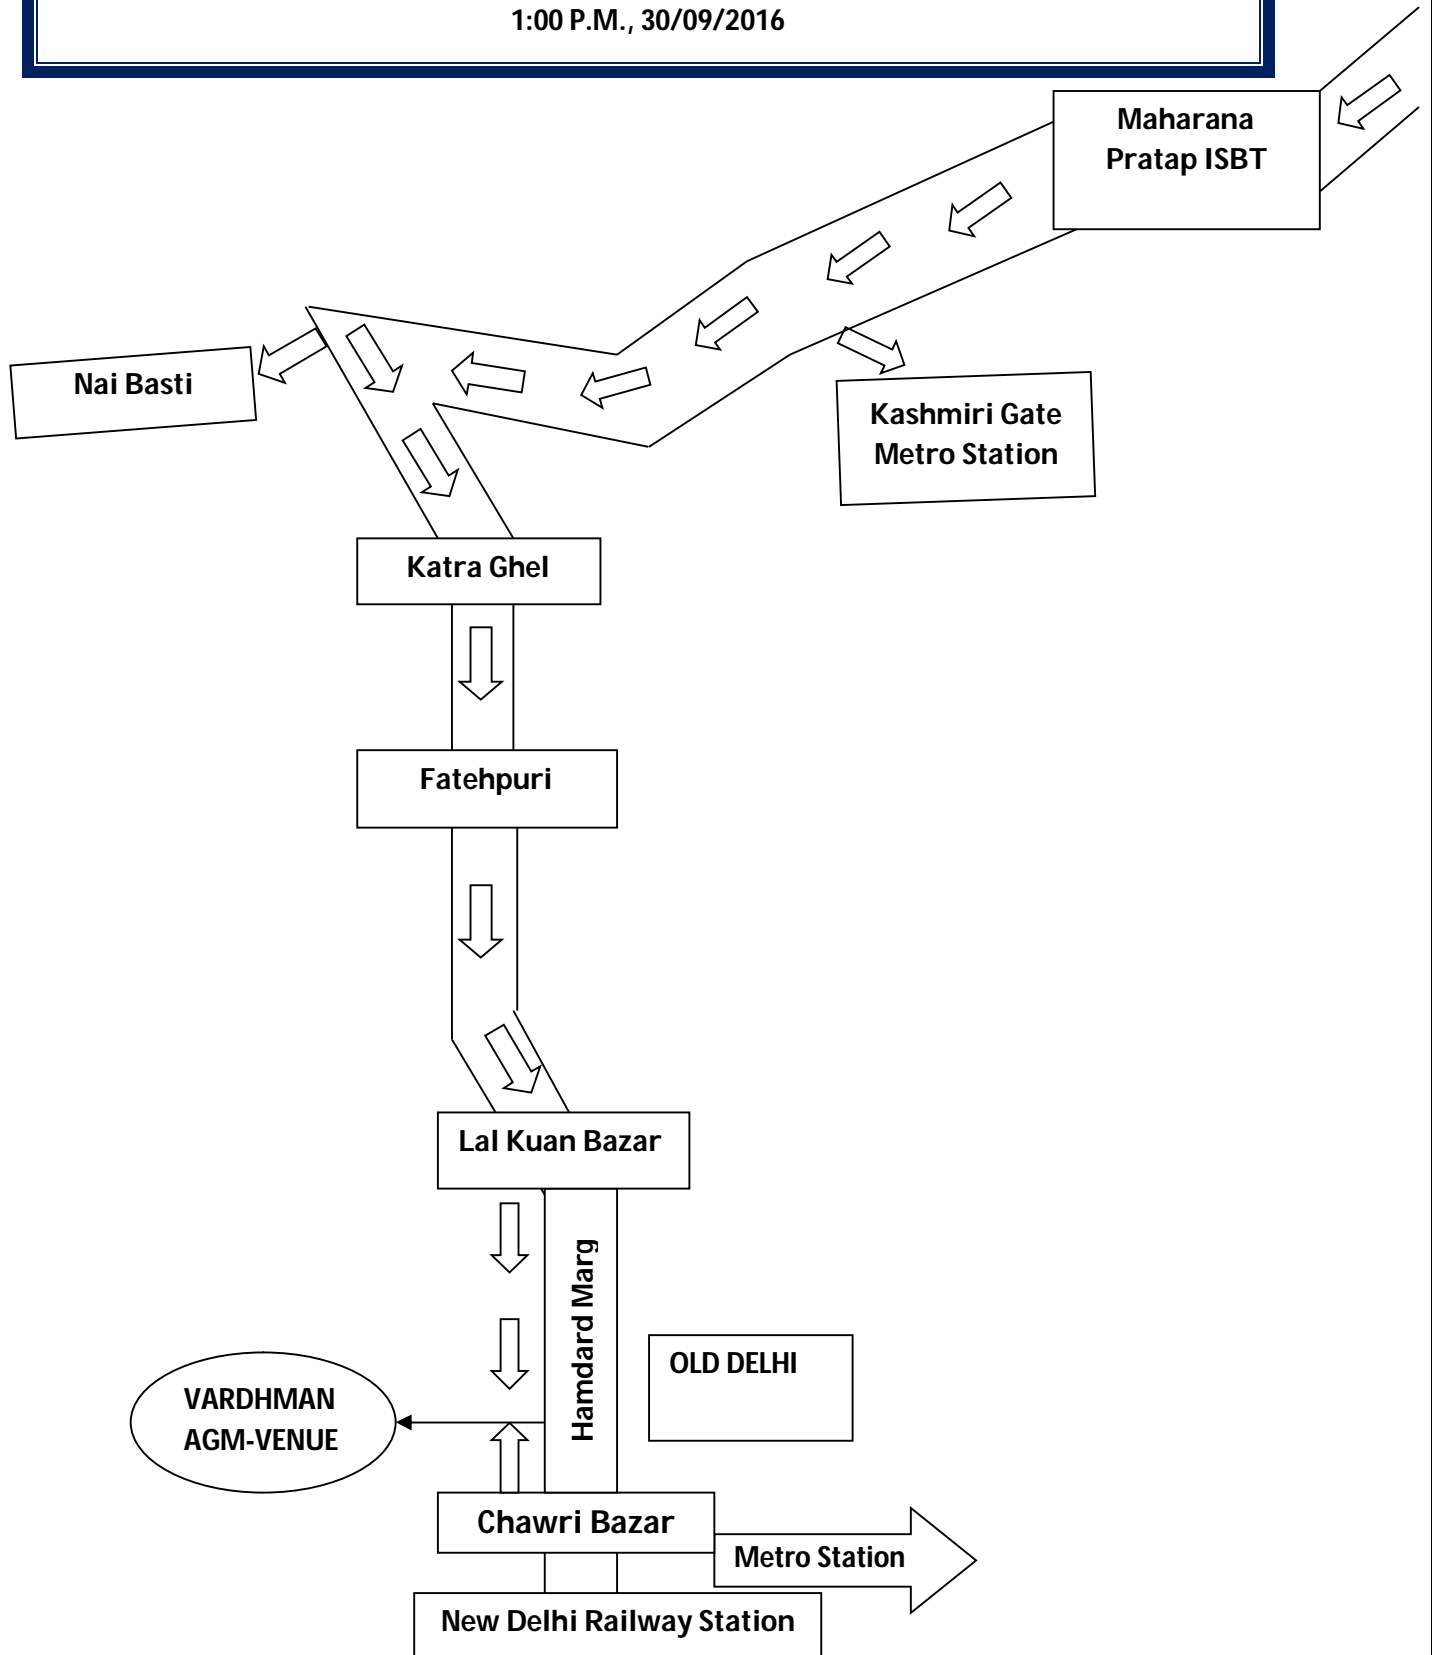 1:00 P.M., 30/09/2016
Maharana
Pratap ISBT
Nai Basti
Kashmiri Gate
Metro Station
Katra Ghel
Fatehpuri
Lal Kuan Bazar
Hamdard Marg
OLD DELHI
VARDHMAN
AGM-VENUE
Chawri Bazar
Metro Station
New Delhi Railway Station